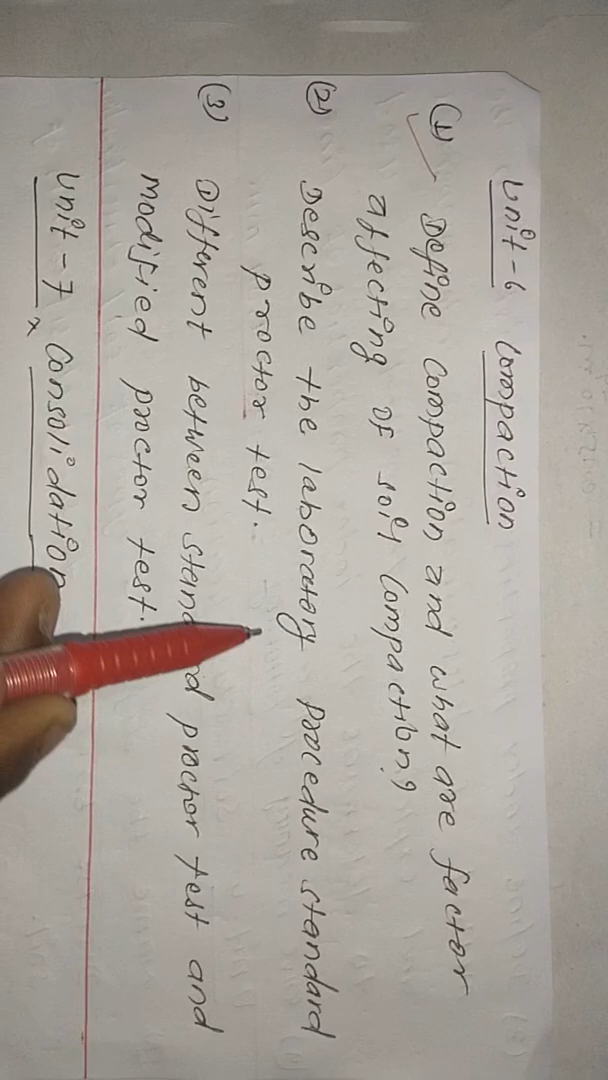 Unit-6 Compaction
(1) Define Compaction and what are factor
affecting of soil Compaction?
(2) Describe the laboratory procedure standard
proctor test.
(3) Different between stand d proctor test and
modified proctor test.
Unit-7 Consolidation